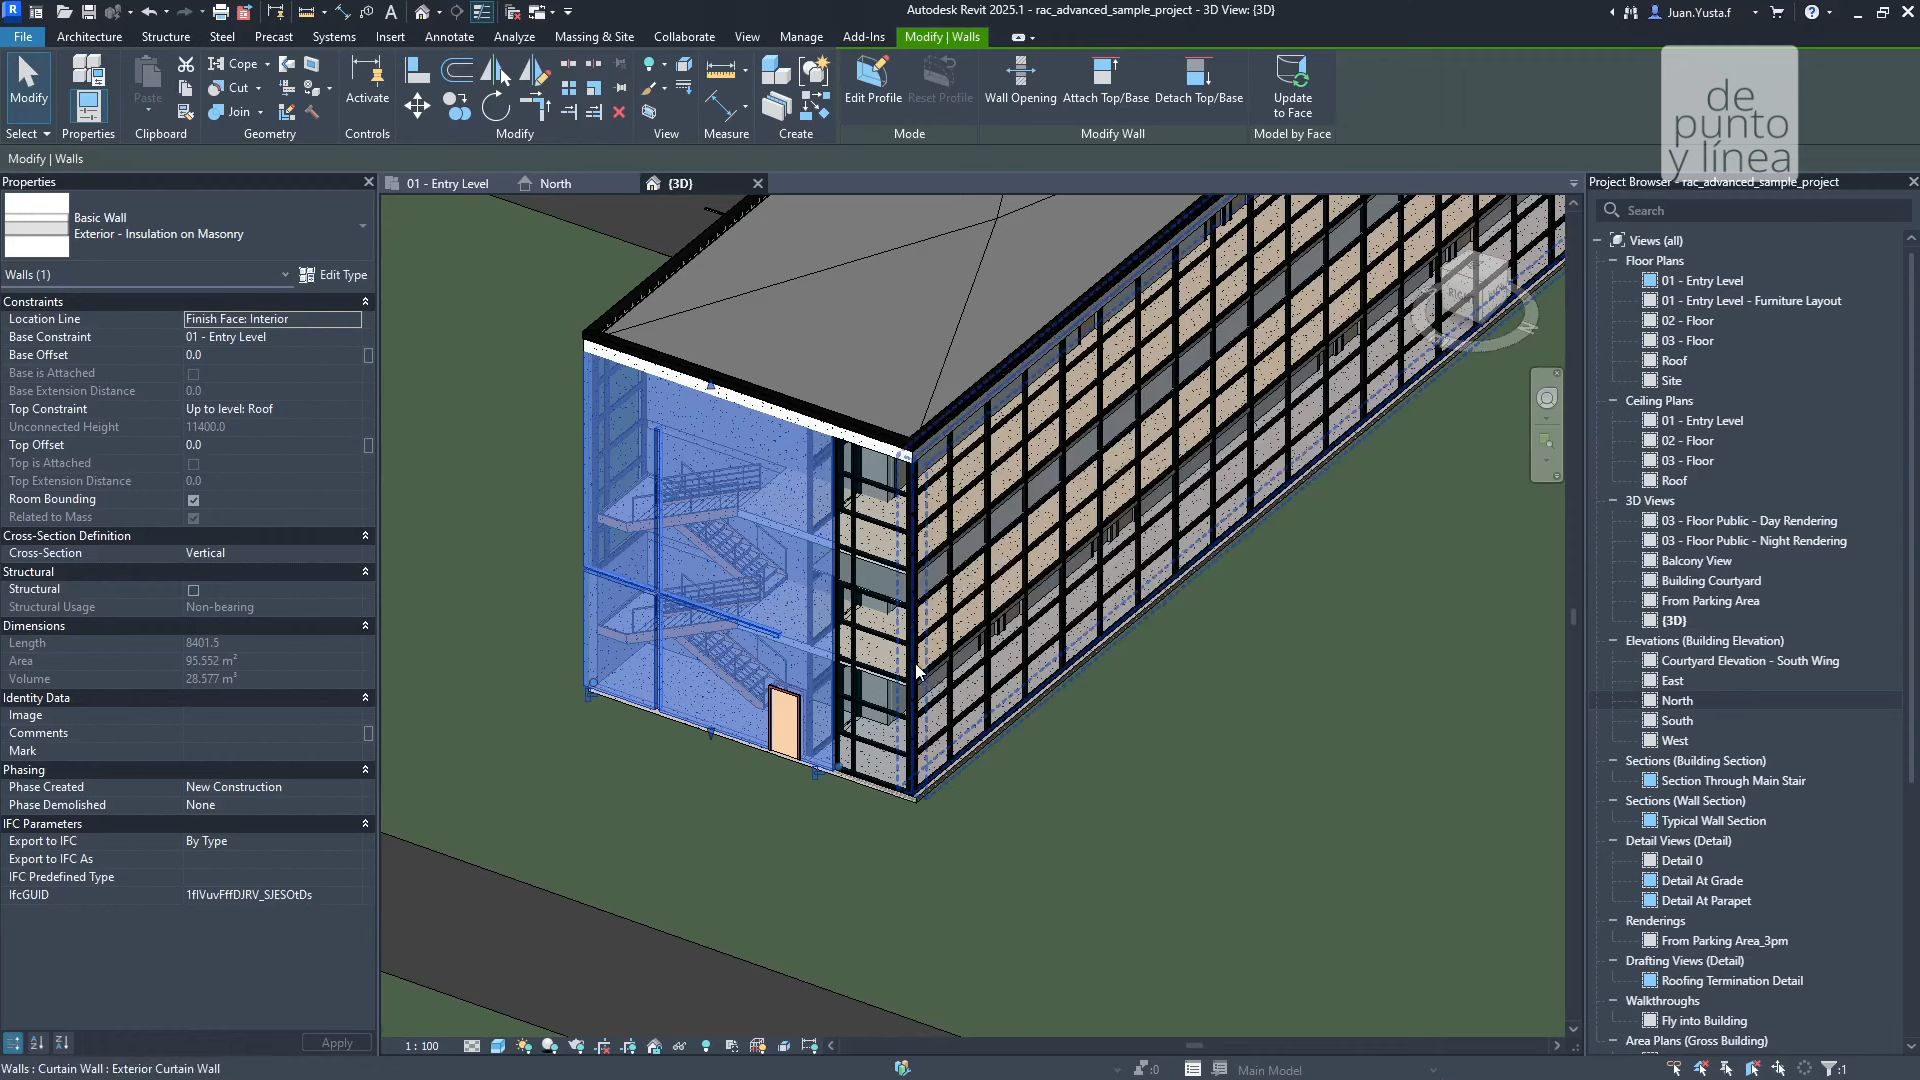 Autodesk Revit 2025.1 - rac_advanced_sample_project - 3D View: {3D}
Juan.Yusta.f
File Architecture Structure Steel Precast Systems Insert Annotate Analyze Massing & Site Collaborate View Manage Add-Ins Modify | Walls
Modify
Select
Properties
Paste
Clipboard
Cope
Cut
Join
Geometry
Activate
Controls
Modify
View
Measure
Create
Edit Profile
Reset Profile
Mode
Wall Opening
Attach Top/Base
Detach Top/Base
Modify Wall
Update
to Face
Model by Face
de
punto
y línea
Modify | Walls
Properties
Basic Wall
Exterior - Insulation on Masonry
Walls (1)
Edit Type
Constraints
Location Line Finish Face: Interior
Base Constraint 01 - Entry Level
Base Offset 0.0
Base is Attached
Base Extension Distance 0.0
Top Constraint Up to level: Roof
Unconnected Height 11400.0
Top Offset 0.0
Top is Attached
Top Extension Distance 0.0
Room Bounding
Related to Mass
Cross-Section Definition
Cross-Section Vertical
Structural
Structural
Structural Usage Non-bearing
Dimensions
Length 8401.5
Area 95.552 m²
Volume 28.577 m³
Identity Data
Image
Comments
Mark
Phasing
Phase Created New Construction
Phase Demolished None
IFC Parameters
Export to IFC By Type
Export to IFC As
IFC Predefined Type
IfcGUID 1flVuvFffDJRV_SJESOtDs
Apply
01 - Entry Level
North
{3D}
RIGHT
1 : 100
Project Browser - rac_advanced_sample_project
Search
Views (all)
Floor Plans
01 - Entry Level
01 - Entry Level - Furniture Layout
02 - Floor
03 - Floor
Roof
Site
Ceiling Plans
01 - Entry Level
02 - Floor
03 - Floor
Roof
3D Views
03 - Floor Public - Day Rendering
03 - Floor Public - Night Rendering
Balcony View
Building Courtyard
From Parking Area
{3D}
Elevations (Building Elevation)
Courtyard Elevation - South Wing
East
North
South
West
Sections (Building Section)
Section Through Main Stair
Sections (Wall Section)
Typical Wall Section
Detail Views (Detail)
Detail 0
Detail At Grade
Detail At Parapet
Renderings
From Parking Area_3pm
Drafting Views (Detail)
Roofing Termination Detail
Walkthroughs
Fly into Building
Area Plans (Gross Building)
Walls : Curtain Wall : Exterior Curtain Wall
:0
Main Model
:1